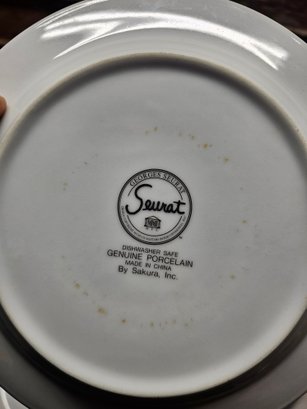 GEORGES SEURAT
Seurat
DISHWASHER SAFE
GENUINE PORCELAIN
MADE IN CHINA
By Sakura, Inc.